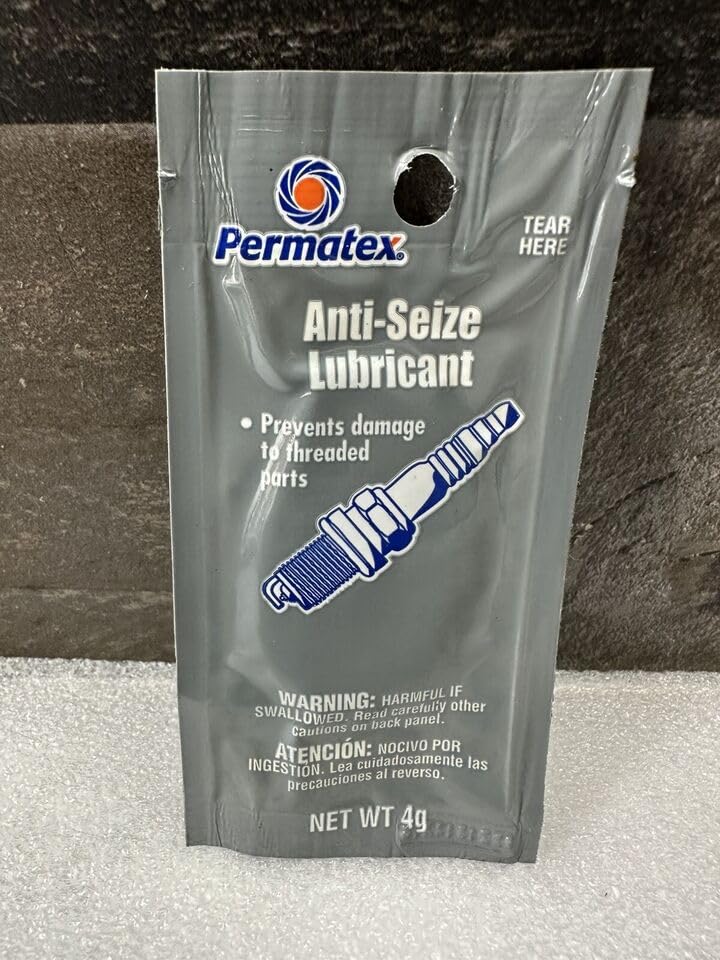 Permatex®
TEAR
HERE
Anti-Seize
Lubricant
• Prevents damage
to threaded
parts
WARNING: HARMFUL IF
SWALLOWED. Read carefully other
cautions on back panel.
ATENCIÓN: NOCIVO POR
INGESTIÓN. Lea cuidadosamente las
precauciones al reverso.
NET WT 4g